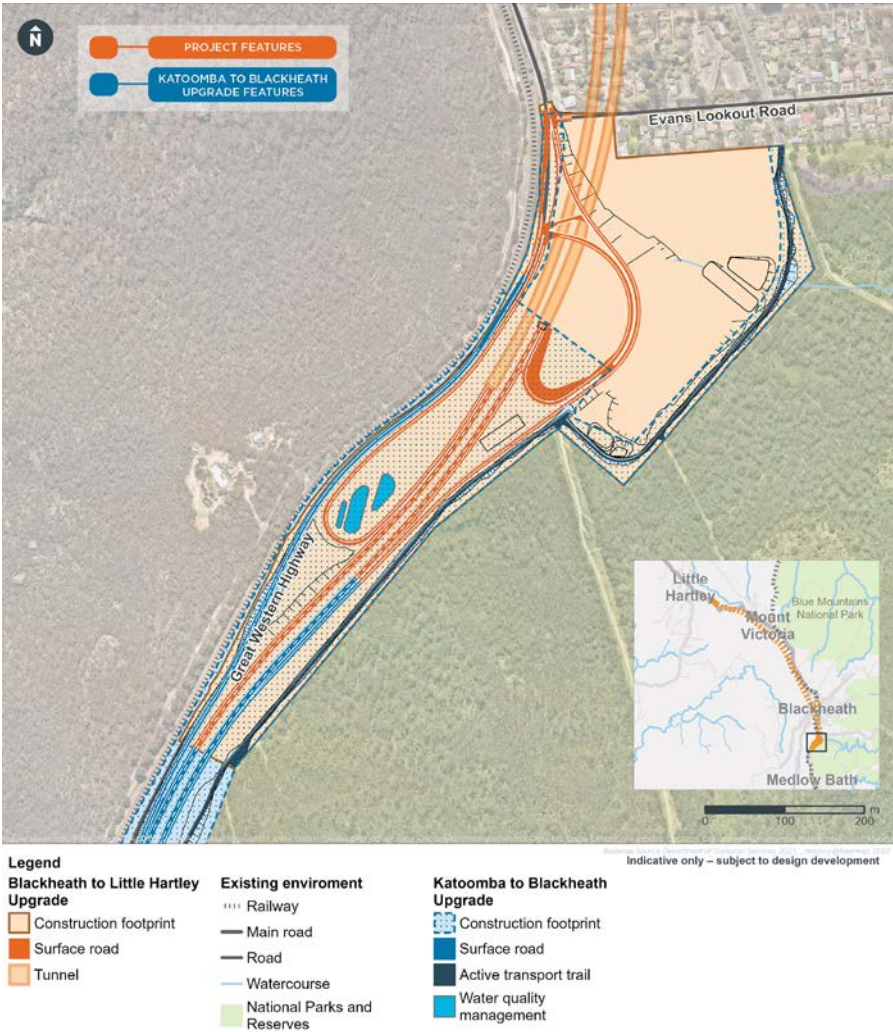 N
PROJECT FEATURES
KATOOMBA TO BLACKHEATH
UPGRADE FEATURES
Evans Lookout Road
Great Western Highway
Little
Hartley
Blue Mountains
National Park
Mount
Victoria
Blackheath
Medlow Bath
m
0 100 200
Indicative only – subject to design development
Legend
Blackheath to Little Hartley
Upgrade
Construction footprint
Surface road
Tunnel
Existing enviroment
Railway
Main road
Road
Watercourse
National Parks and
Reserves
Katoomba to Blackheath
Upgrade
Construction footprint
Surface road
Active transport trail
Water quality
management